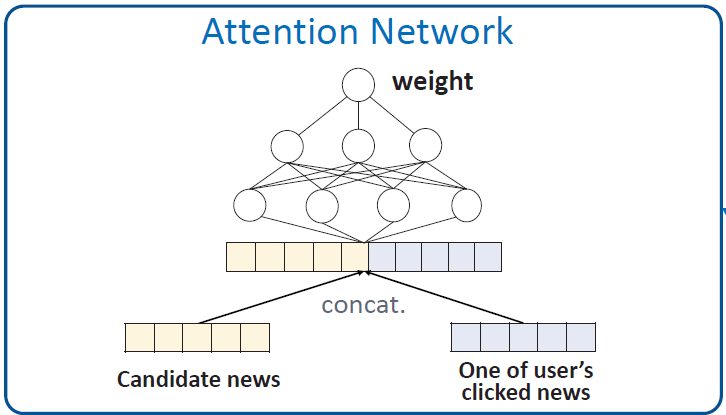 Attention Network
weight
concat.
Candidate news
One of user's
clicked news